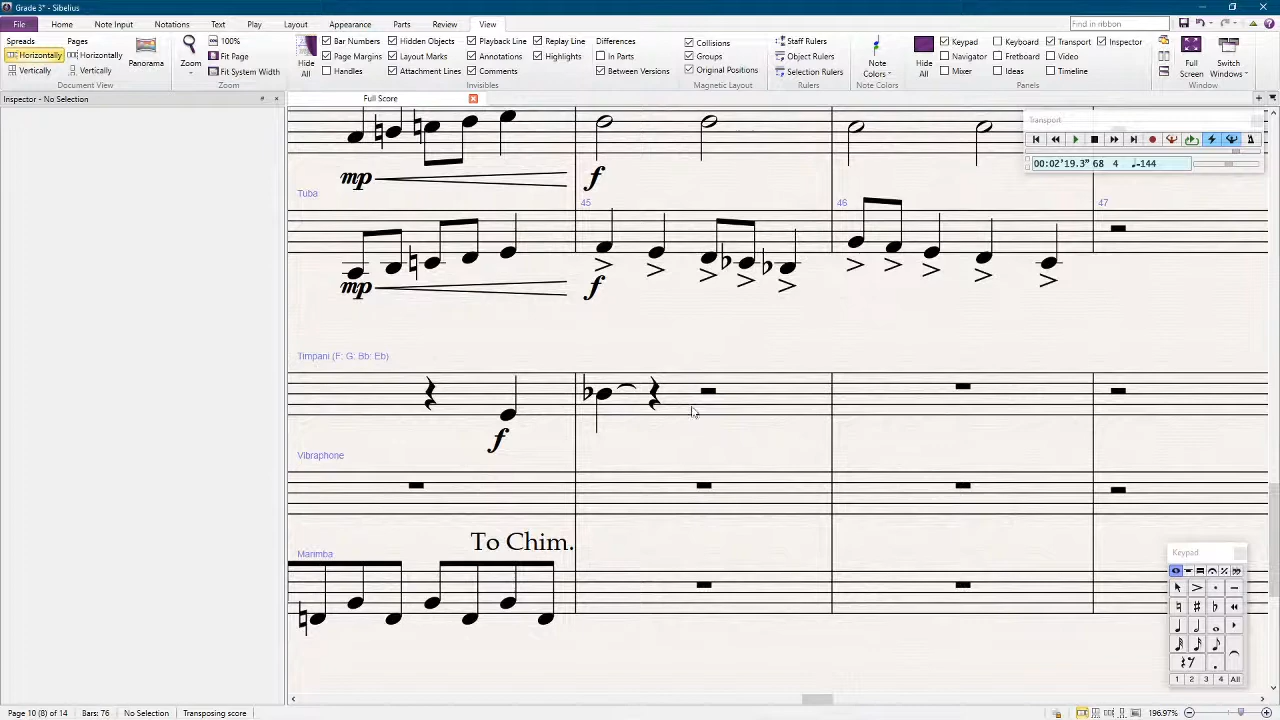 Grade 3* - Sibelius
File Home Note Input Notations Text Play Layout Appearance Parts Review View Find in ribbon
Spreads Pages
Horizontally Horizontally
Vertically Vertically
Panorama
Document View
Zoom
100%
Fit Page
Fit System Width
Zoom
Hide All
Bar Numbers Hidden Objects Playback Line Replay Line
Page Margins Layout Marks Annotations Highlights
Handles Attachment Lines Comments
Invisibles
Differences
In Parts
Between Versions
Collisions
Groups
Original Positions
Magnetic Layout
Staff Rulers
Object Rulers
Selection Rulers
Rulers
Note Colors
Note Colors
Hide All
Keypad Keyboard Transport Inspector
Navigator Fretboard Video
Mixer Ideas Timeline
Panels
Full Screen
Switch Windows
Window
Inspector - No Selection
Full Score
Transport
00:02'19.3" 68 4 ♩=144
mp f
Tuba
45 46 47
mp f
Timpani (F: G: Bb: Eb)
f
Vibraphone
To Chim.
Marimba
Keypad
1 2 3 4 All
Page 10 (8) of 14 Bars: 76 No Selection Transposing score 196.97%